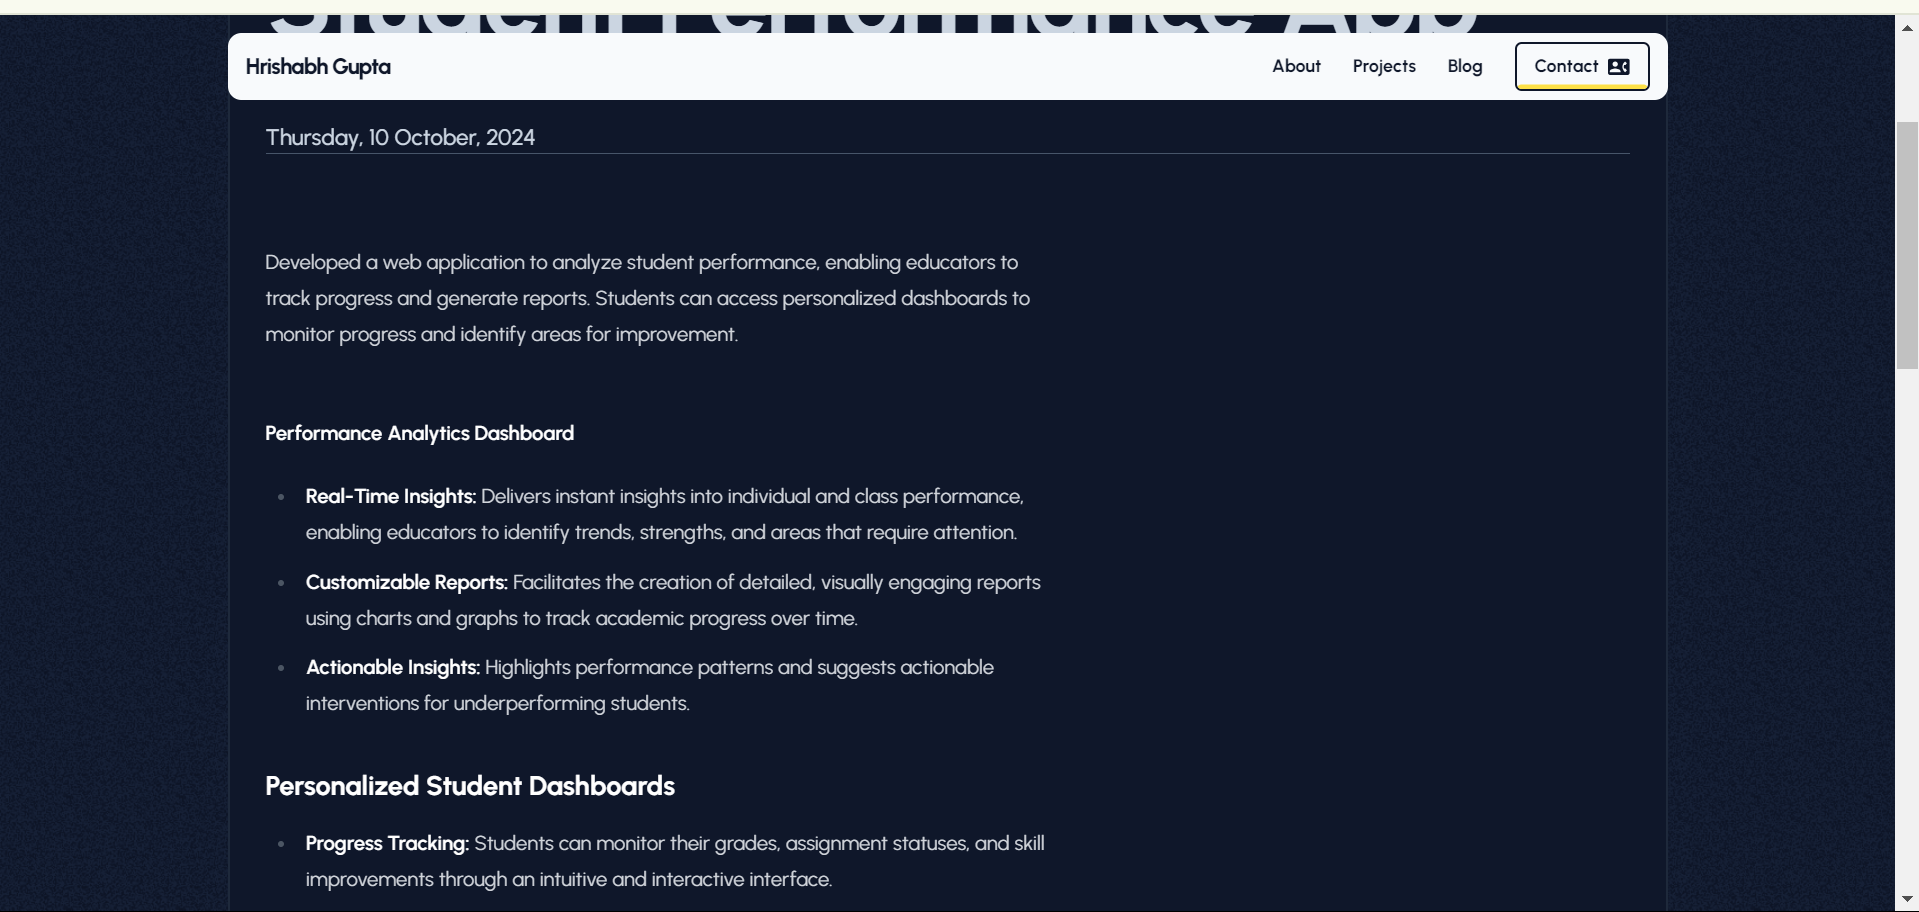 Student Performance App
Hrishabh Gupta
About
Projects
Blog
Contact
Thursday, 10 October, 2024
Developed a web application to analyze student performance, enabling educators to
track progress and generate reports. Students can access personalized dashboards to
monitor progress and identify areas for improvement.
Performance Analytics Dashboard
Real-Time Insights: Delivers instant insights into individual and class performance,
enabling educators to identify trends, strengths, and areas that require attention.
Customizable Reports: Facilitates the creation of detailed, visually engaging reports
using charts and graphs to track academic progress over time.
Actionable Insights: Highlights performance patterns and suggests actionable
interventions for underperforming students.
Personalized Student Dashboards
Progress Tracking: Students can monitor their grades, assignment statuses, and skill
improvements through an intuitive and interactive interface.